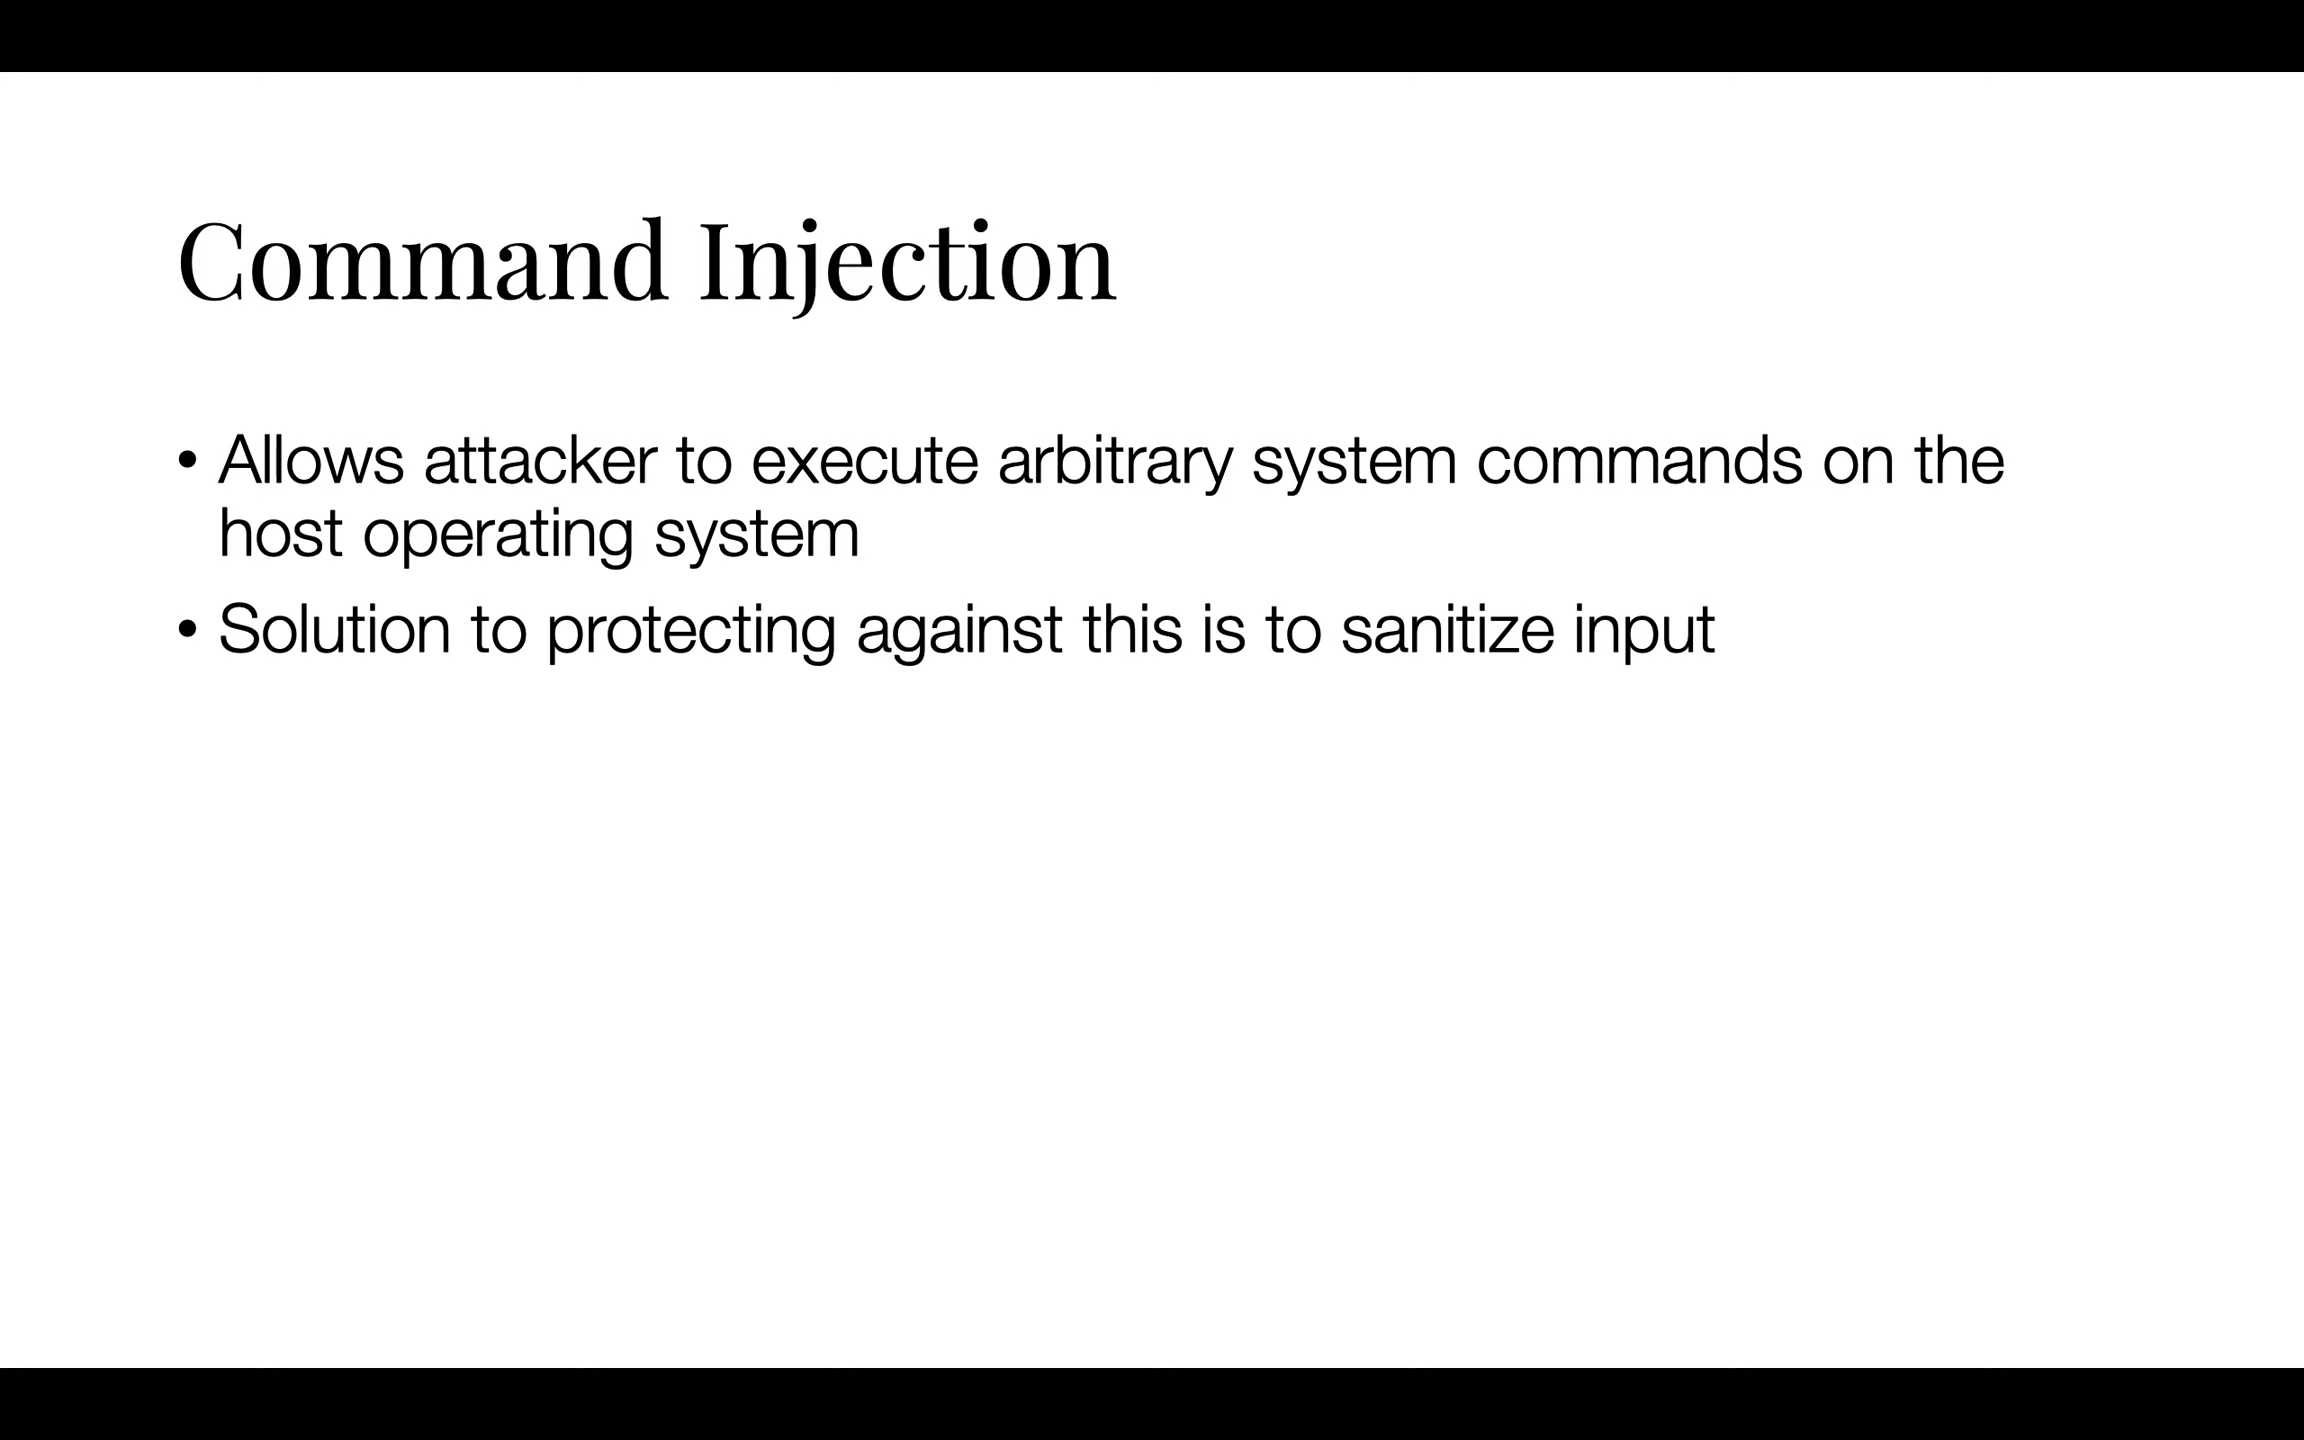 Command Injection
• Allows attacker to execute arbitrary system commands on the
host operating system
• Solution to protecting against this is to sanitize input